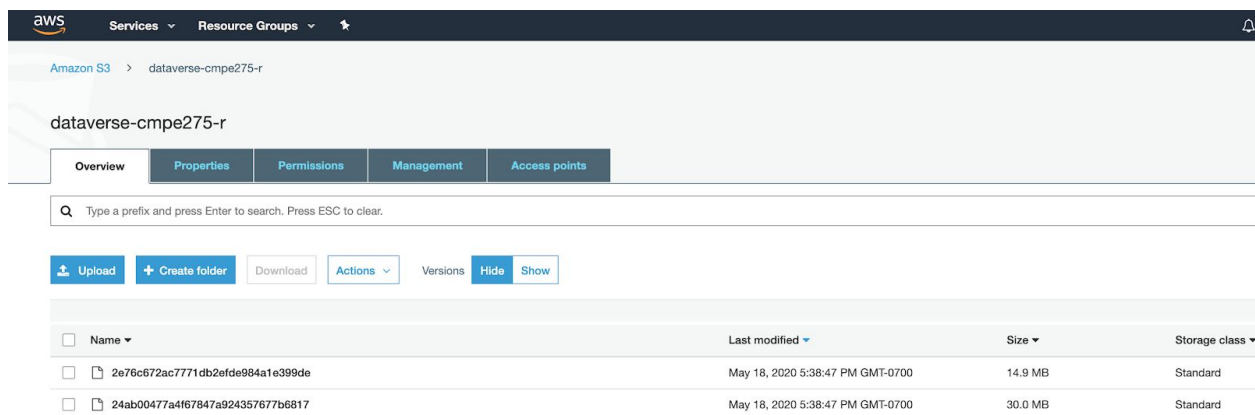 aws Services Resource Groups
Amazon S3 > dataverse-cmpe275-r
dataverse-cmpe275-r
Overview Properties Permissions Management Access points
Type a prefix and press Enter to search. Press ESC to clear.
Upload + Create folder Download Actions Versions Hide Show
Name Last modified Size Storage class
2e76c672ac7771db2efde984a1e399de May 18, 2020 5:38:47 PM GMT-0700 14.9 MB Standard
24ab00477a4f67847a924357677b6817 May 18, 2020 5:38:47 PM GMT-0700 30.0 MB Standard